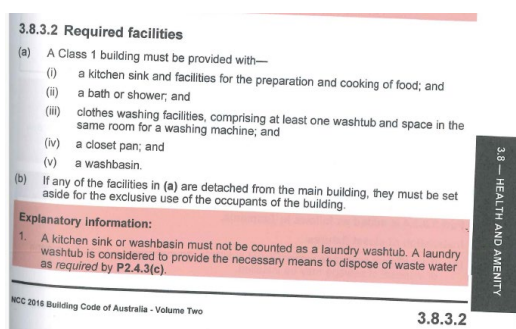 3.8.3.2 Required facilities
(a) A Class 1 building must be provided with—
(i) a kitchen sink and facilities for the preparation and cooking of food; and
(ii) a bath or shower; and
(iii) clothes washing facilities, comprising at least one washtub and space in the
same room for a washing machine; and
(iv) a closet pan; and
(v) a washbasin.
(b) If any of the facilities in (a) are detached from the main building, they must be set
aside for the exclusive use of the occupants of the building.
Explanatory information:
1. A kitchen sink or washbasin must not be counted as a laundry washtub. A laundry
washtub is considered to provide the necessary means to dispose of waste water
as required by P2.4.3(c).
3.8 — HEALTH AND AMENITY
NCC 2016 Building Code of Australia - Volume Two
3.8.3.2